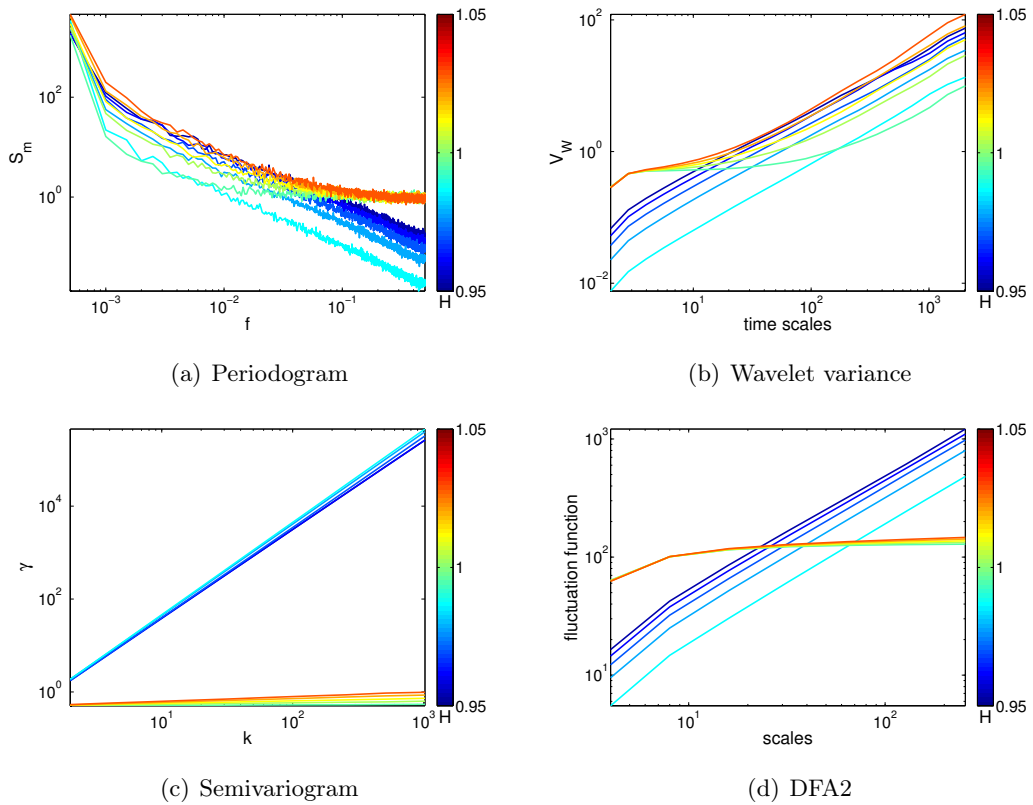 10^2
10^0
S_m
10^-3
10^-2
10^-1
f
1.05
1
0.95
H
(a) Periodogram
10^2
10^0
10^-2
V_W
10^1
10^2
10^3
time scales
1.05
1
0.95
H
(b) Wavelet variance
10^4
10^2
10^0
γ
10^1
10^2
10^3
k
1.05
1
0.95
H
(c) Semivariogram
10^3
10^2
10^1
fluctuation function
10^1
10^2
scales
1.05
1
0.95
H
(d) DFA2